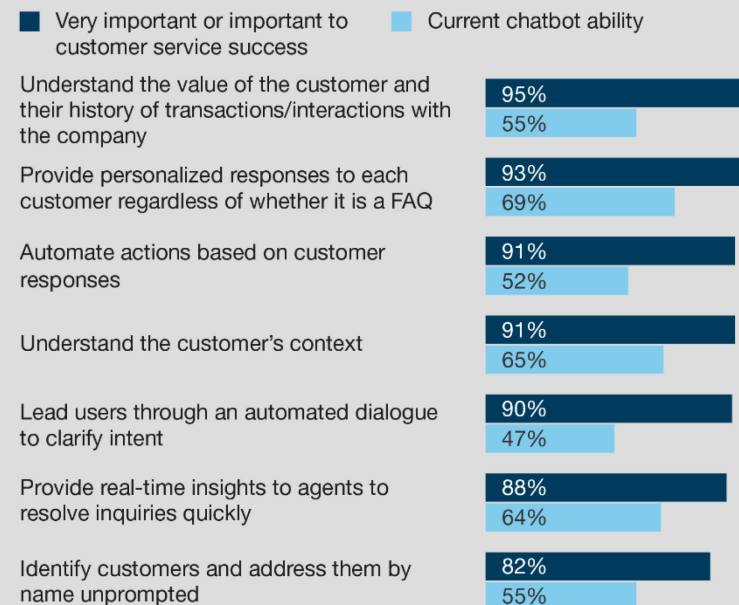 Very important or important to
customer service success
Current chatbot ability
Understand the value of the customer and
their history of transactions/interactions with
the company
95%
55%
Provide personalized responses to each
customer regardless of whether it is a FAQ
93%
69%
Automate actions based on customer
responses
91%
52%
Understand the customer’s context
91%
65%
Lead users through an automated dialogue
to clarify intent
90%
47%
Provide real-time insights to agents to
resolve inquiries quickly
88%
64%
Identify customers and address them by
name unprompted
82%
55%